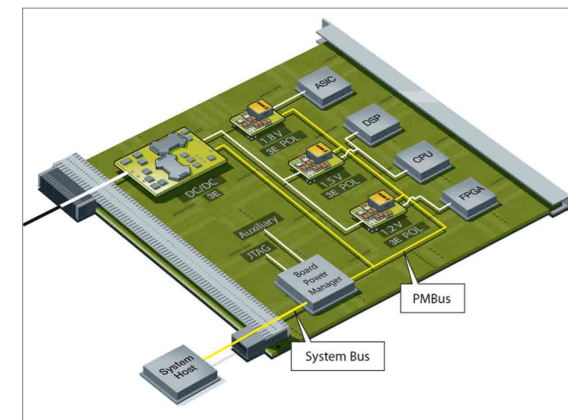 ASIC
DSP
CPU
FPGA
1.8 V
3E POL
1.5 V
3E POL
1.2 V
3E POL
DC/DC
3E
Auxiliary
JTAG
Board
Power
Manager
PMBus
System Bus
System
Host